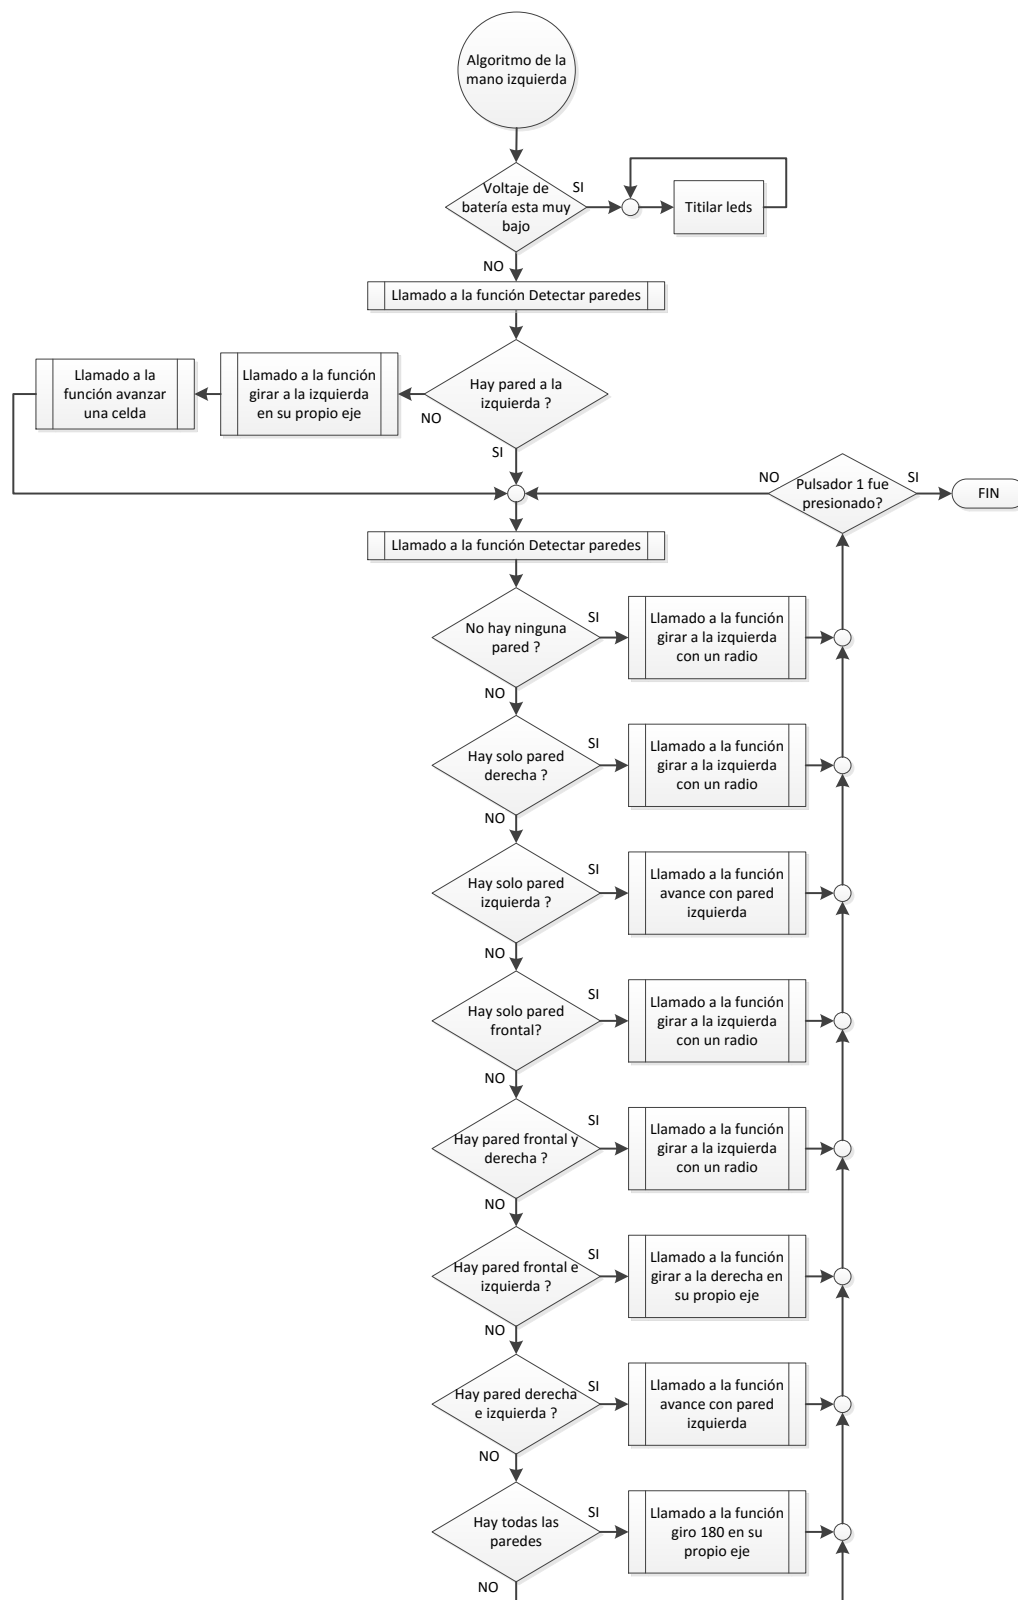 Algoritmo de la
mano izquierda
Voltaje de
batería esta muy
bajo
SI
Titilar leds
NO
Llamado a la función Detectar paredes
Hay pared a la
izquierda ?
NO
Llamado a la función
girar a la izquierda
en su propio eje
Llamado a la
función avanzar
una celda
SI
Pulsador 1 fue
presionado?
NO
SI
FIN
Llamado a la función Detectar paredes
No hay ninguna
pared ?
SI
Llamado a la función
girar a la izquierda
con un radio
NO
Hay solo pared
derecha ?
SI
Llamado a la función
girar a la izquierda
con un radio
NO
Hay solo pared
izquierda ?
SI
Llamado a la función
avance con pared
izquierda
NO
Hay solo pared
frontal?
SI
Llamado a la función
girar a la izquierda
con un radio
NO
Hay pared frontal y
derecha ?
SI
Llamado a la función
girar a la izquierda
con un radio
NO
Hay pared frontal e
izquierda ?
SI
Llamado a la función
girar a la derecha en
su propio eje
NO
Hay pared derecha
e izquierda ?
SI
Llamado a la función
avance con pared
izquierda
NO
Hay todas las
paredes
SI
Llamado a la función
giro 180 en su
propio eje
NO